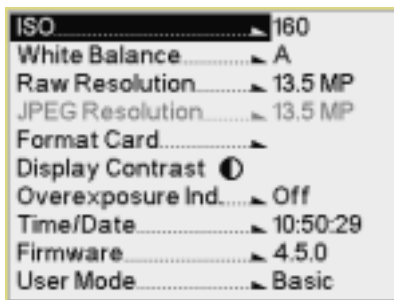 ISO 160
White Balance A
Raw Resolution 13.5 MP
JPEG Resolution 13.5 MP
Format Card
Display Contrast
Overexposure Ind. Off
Time/Date 10:50:29
Firmware 4.5.0
User Mode Basic